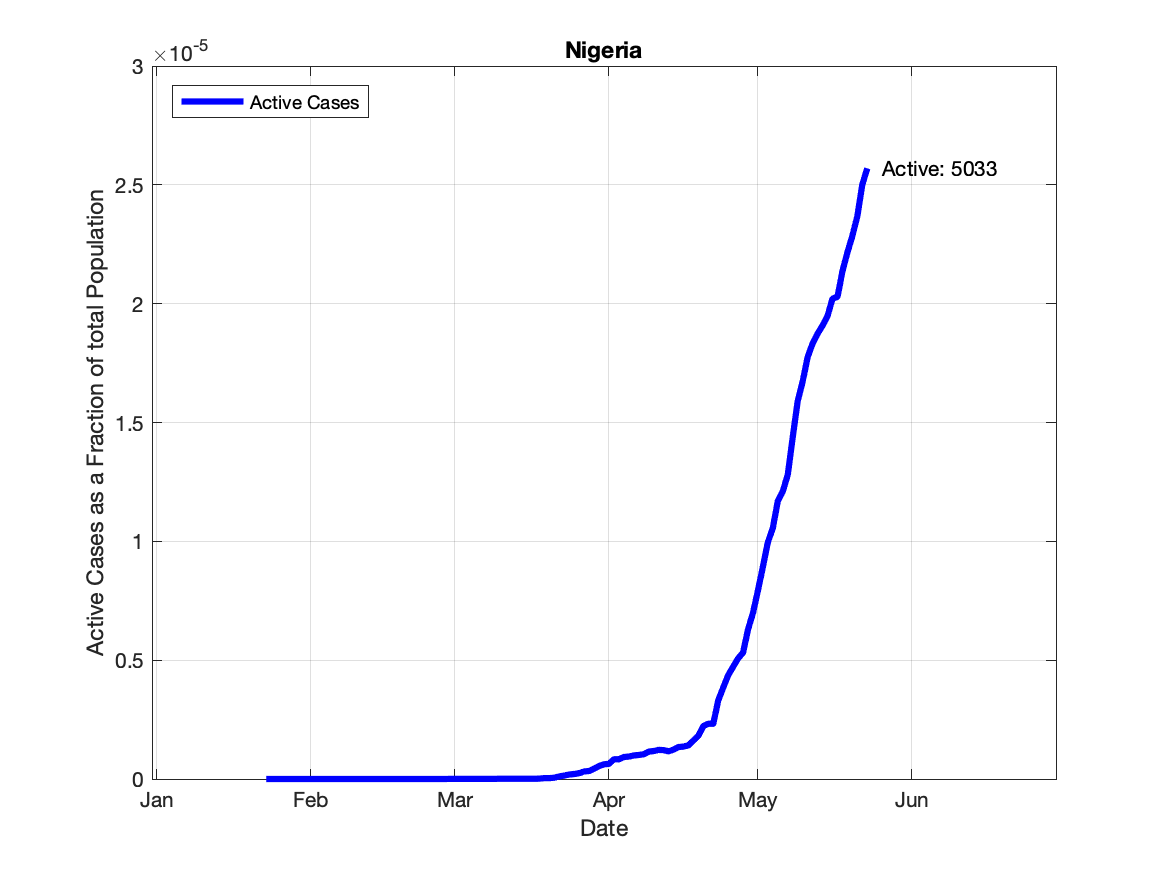 Nigeria
×10-5
3
2.5
2
1.5
1
0.5
0
Active Cases as a Fraction of total Population
Active Cases
Active: 5033
Jan Feb Mar Apr May Jun
Date